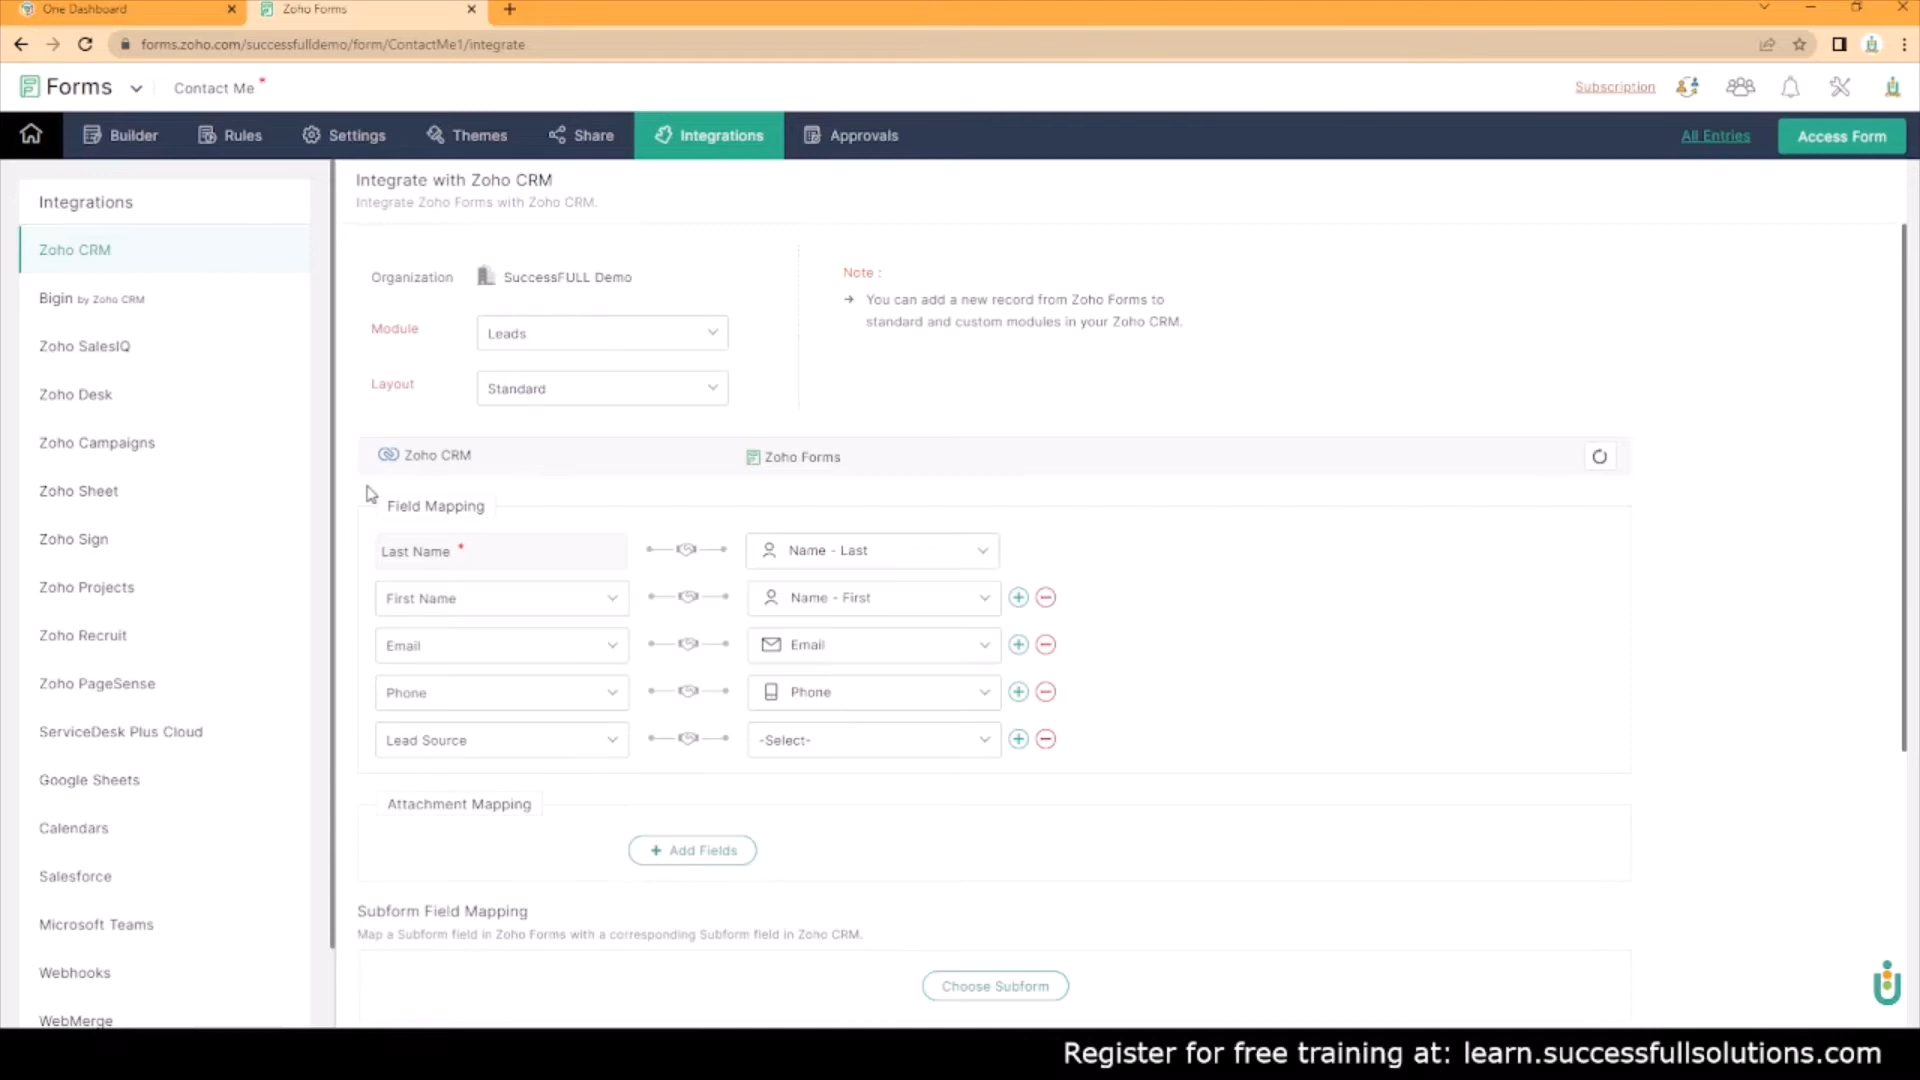 One Dashboard
Zoho Forms
forms.zoho.com/successfulldemo/form/ContactMe1/integrate
Forms
Contact Me *
Subscription
Builder
Rules
Settings
Themes
Share
Integrations
Approvals
All Entries
Access Form
Integrations
Zoho CRM
Bigin by Zoho CRM
Zoho SalesIQ
Zoho Desk
Zoho Campaigns
Zoho Sheet
Zoho Sign
Zoho Projects
Zoho Recruit
Zoho PageSense
ServiceDesk Plus Cloud
Google Sheets
Calendars
Salesforce
Microsoft Teams
Webhooks
WebMerge
Integrate with Zoho CRM
Integrate Zoho Forms with Zoho CRM.
Organization
SuccessFULL Demo
Module
Leads
Layout
Standard
Note :
→ You can add a new record from Zoho Forms to
standard and custom modules in your Zoho CRM.
Zoho CRM
Zoho Forms
Field Mapping
Last Name *
Name - Last
First Name
Name - First
Email
Email
Phone
Phone
Lead Source
-Select-
Attachment Mapping
+ Add Fields
Subform Field Mapping
Map a Subform field in Zoho Forms with a corresponding Subform field in Zoho CRM.
Choose Subform
Register for free training at: learn.successfullsolutions.com